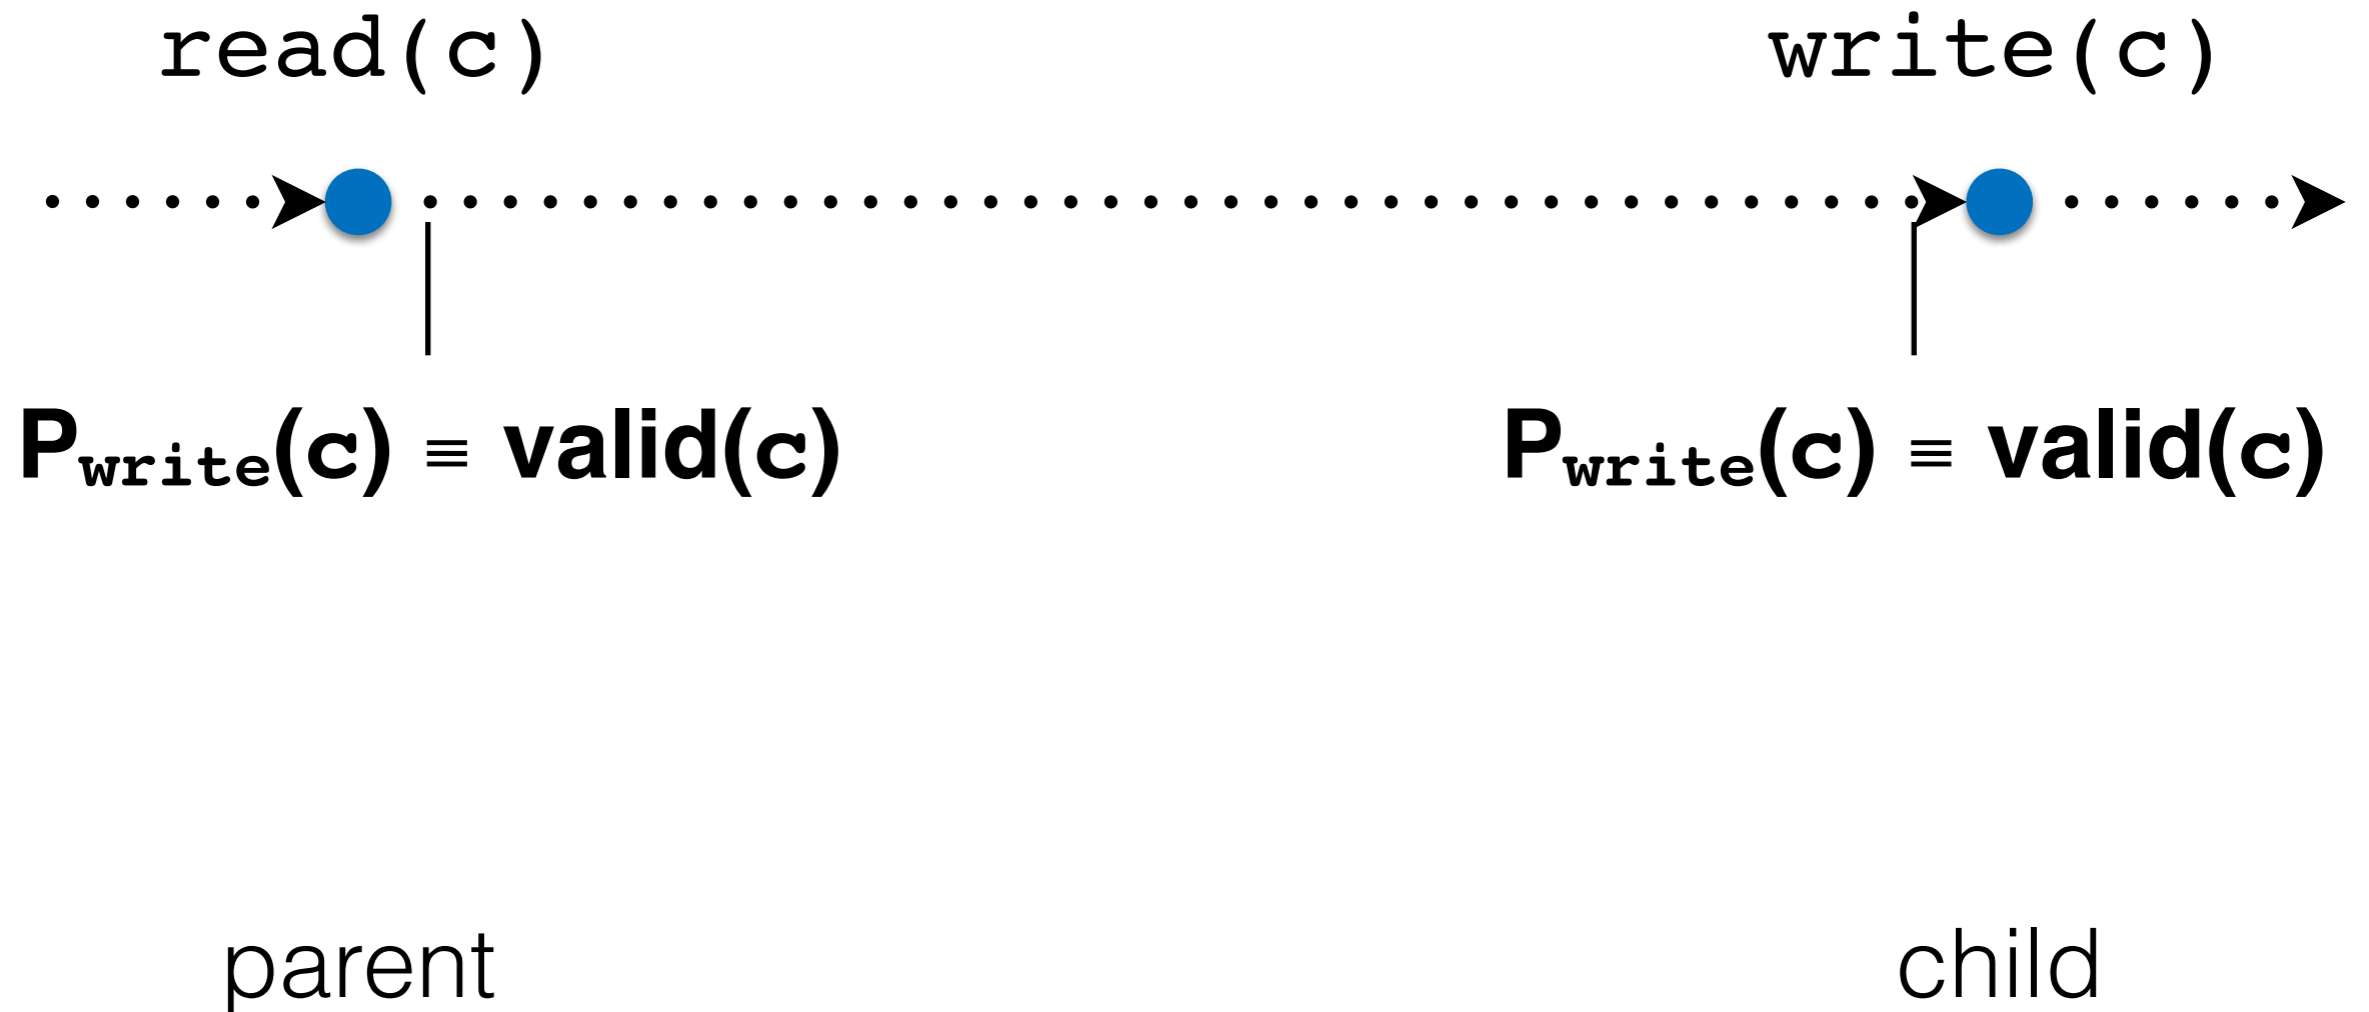 read(c) write(c)
Pwrite(c) ≡ valid(c) Pwrite(c) ≡ valid(c)
parent child